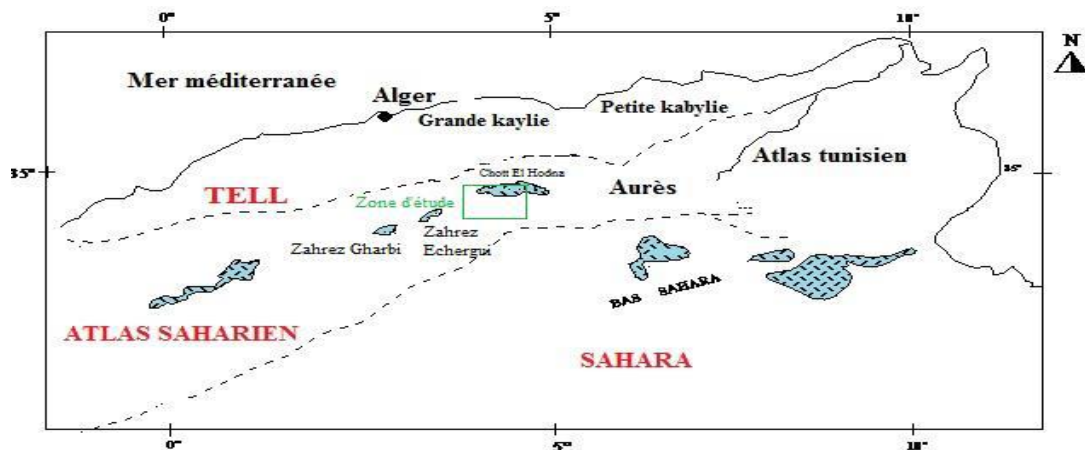 0°
5°
10°
N
Mer méditerranée
Alger
Grande kaylie
Petite kabylie
Atlas tunisien
35°
35°
Chott El Hodna
TELL
Zone d'étude
Aurès
Zahrez Gharbi
Zahrez
Echergui
BAS SAHARA
ATLAS SAHARIEN
SAHARA
0°
5°
10°